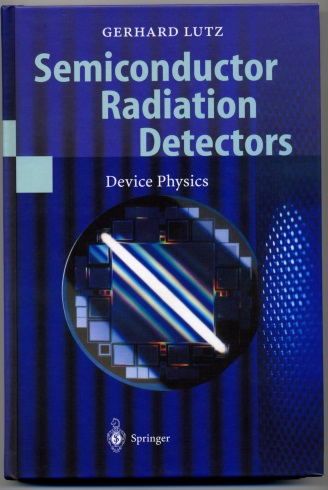 GERHARD LUTZ
Semiconductor
Radiation
Detectors
Device Physics
Springer